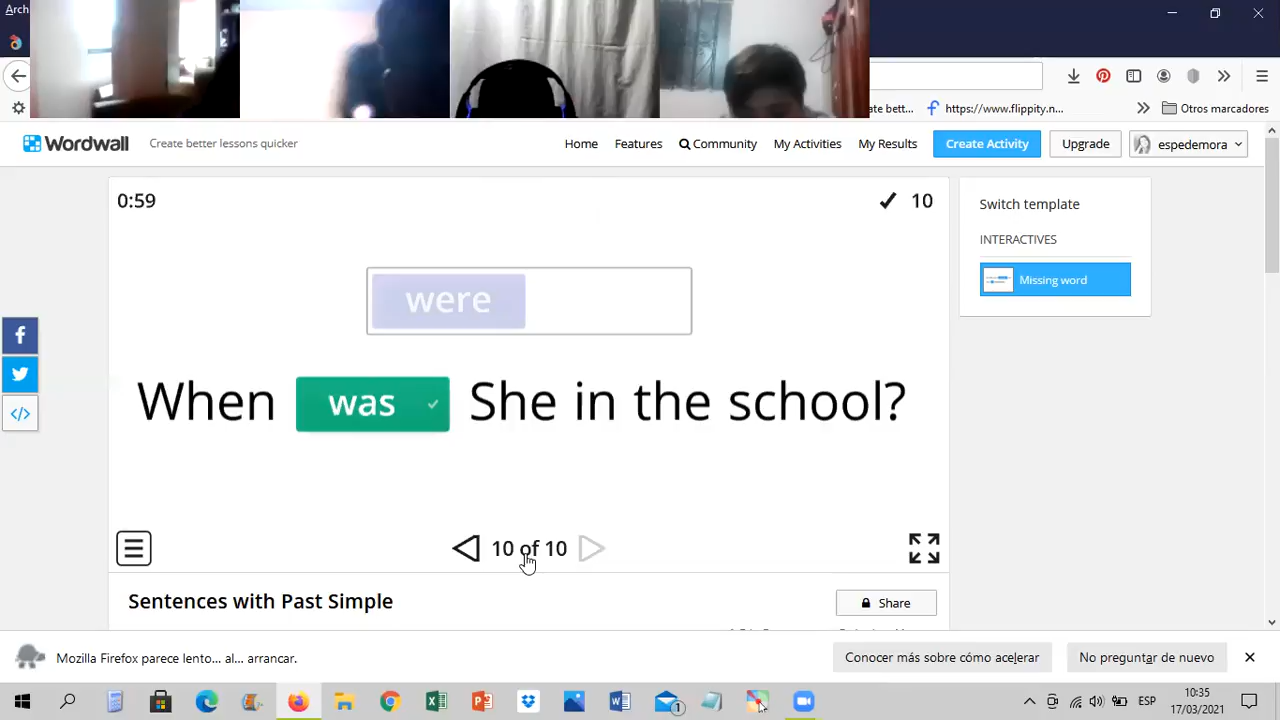 Arch
ate bett...
https://www.flippity.n...
Otros marcadores
Wordwall
Create better lessons quicker
Home
Features
Community
My Activities
My Results
Create Activity
Upgrade
espedemora
0:59
10
Switch template
INTERACTIVES
Missing word
were
When was She in the school?
10 of 10
Sentences with Past Simple
Share
Mozilla Firefox parece lento... al... arrancar.
Conocer más sobre cómo acelerar
No preguntar de nuevo
1
ESP
10:35
17/03/2021